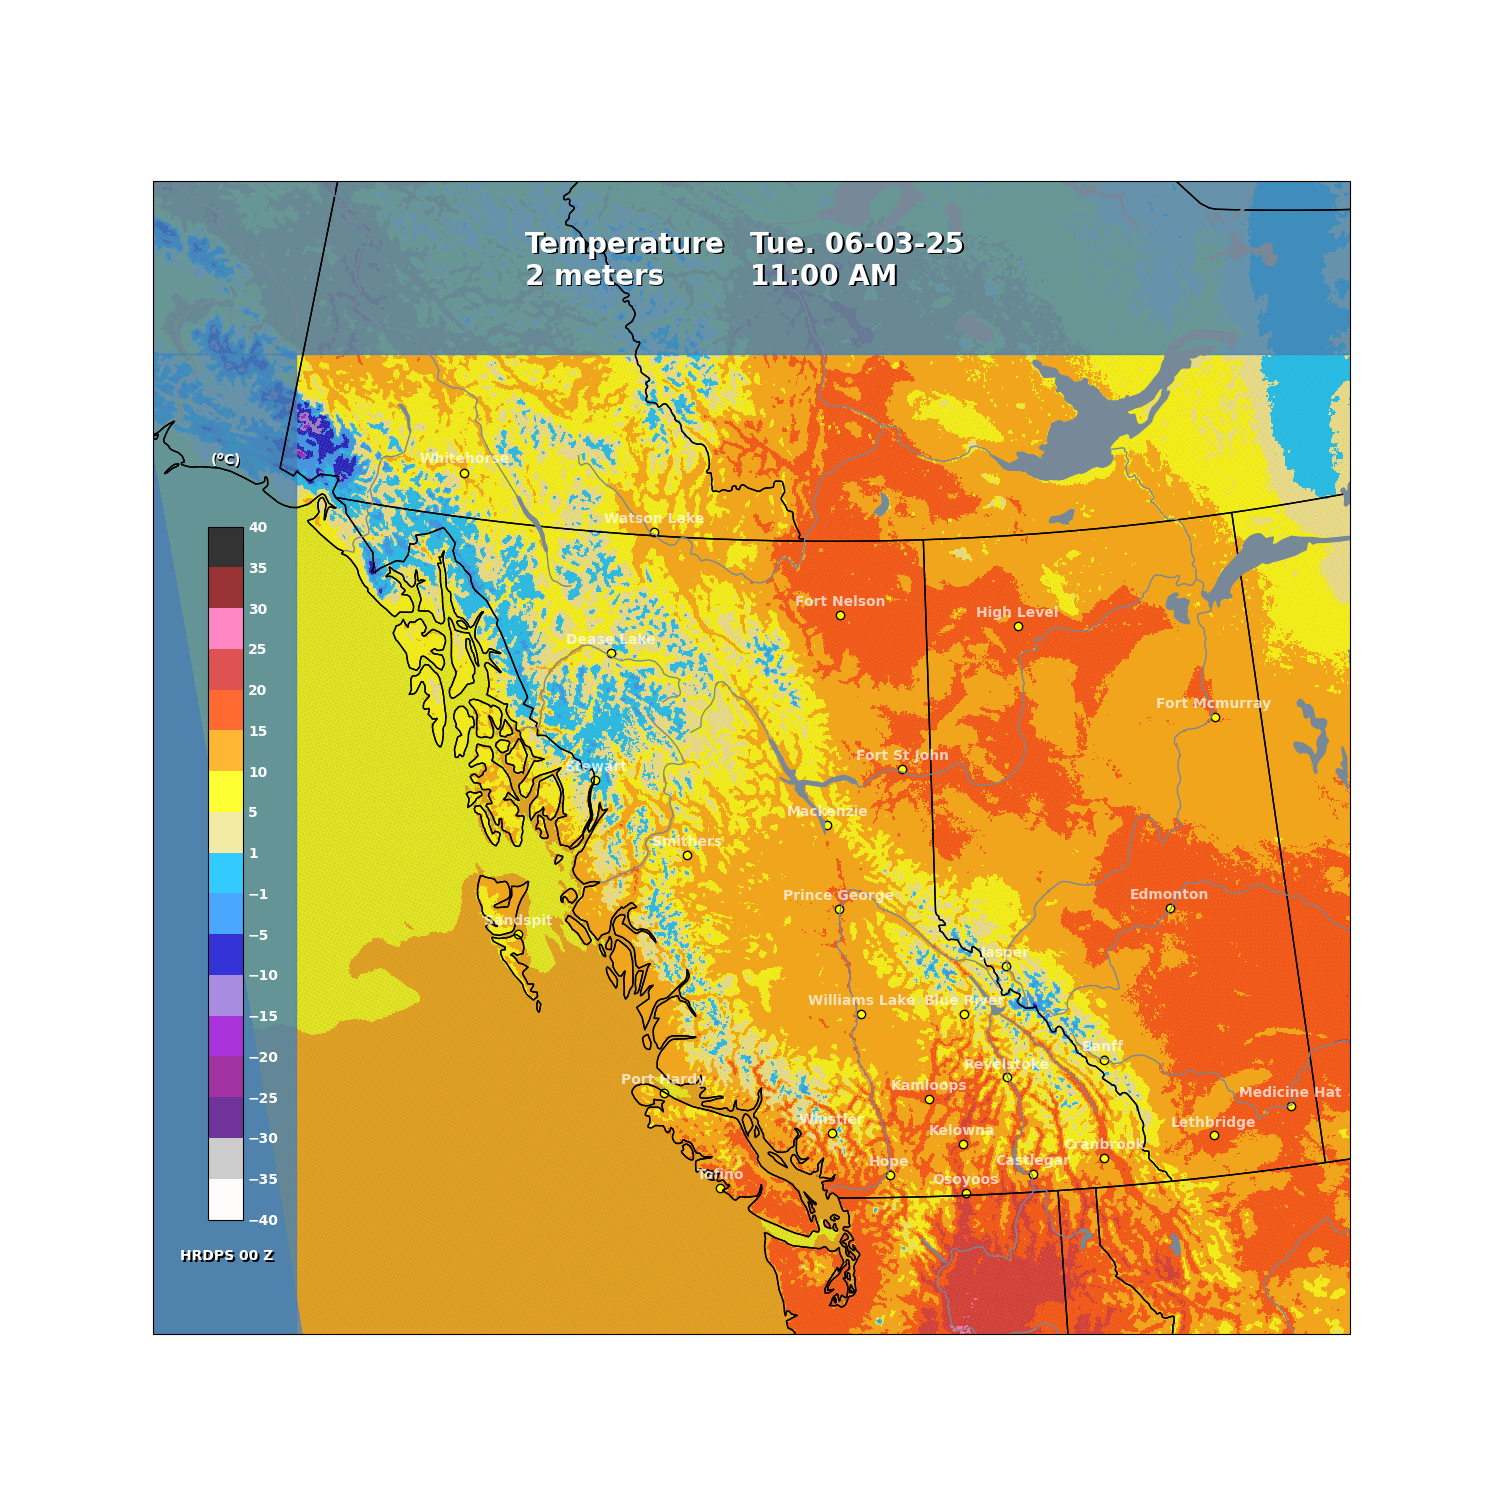 Temperature Tue. 06-03-25
2 meters 11:00 AM
Whitehorse
(°C)
Watson Lake
40
35
30
25
20
15
10
5
1
−1
−5
−10
−15
−20
−25
−30
−35
−40
HRDPS 00 Z
Fort Nelson
High Level
Dease Lake
Fort Mcmurray
Fort St John
Stewart
Mackenzie
Smithers
Prince George
Edmonton
Sandspit
Jasper
Williams Lake
Blue River
Banff
Revelstoke
Port Hardy
Kamloops
Medicine Hat
Whistler
Lethbridge
Kelowna
Cranbrook
Hope
Castlegar
Tofino
Osoyoos